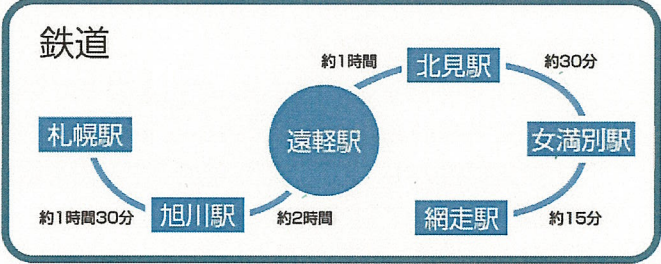 鉄道
札幌駅
約1時間30分
旭川駅
約2時間
遠軽駅
約1時間
北見駅
約30分
女満別駅
約15分
網走駅